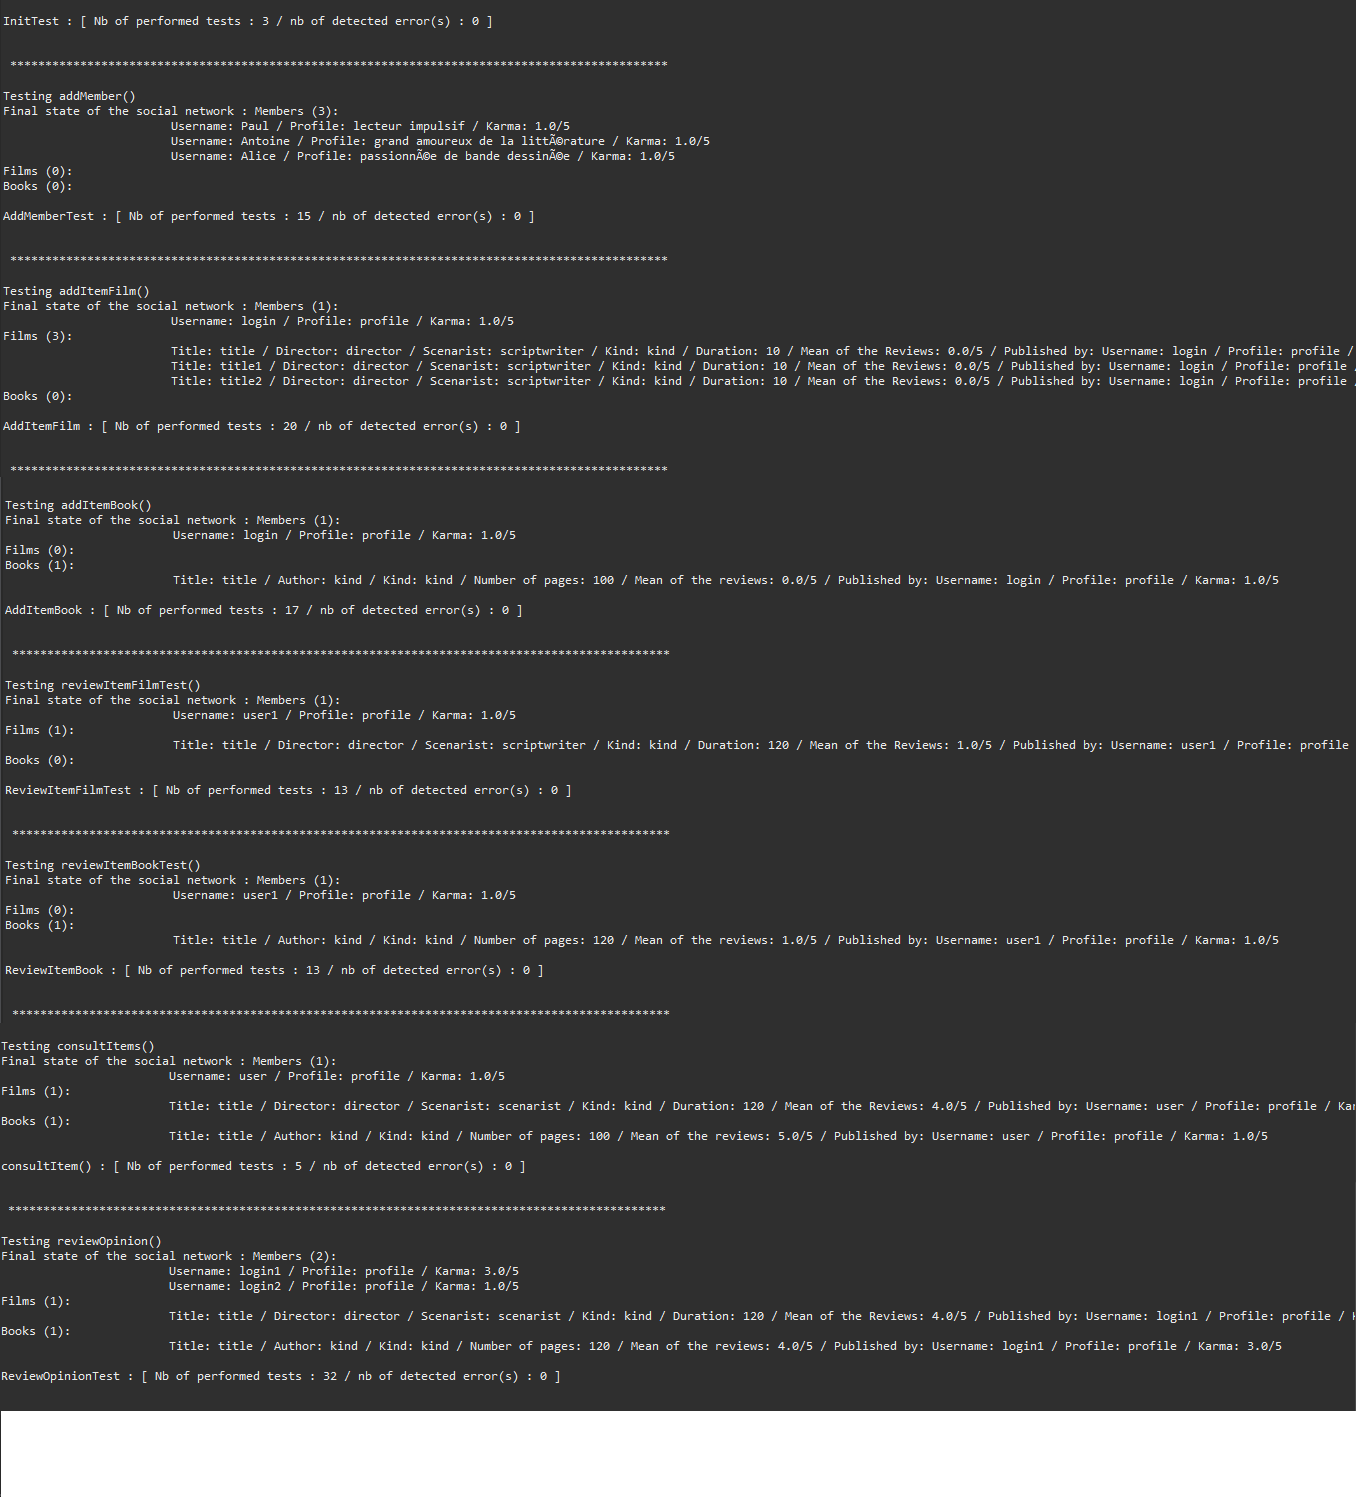 InitTest : [ Nb of performed tests : 3 / nb of detected error(s) : 0 ]
**********************************************************************************************
Testing addMember()
Final state of the social network : Members (3):
Username: Paul / Profile: lecteur impulsif / Karma: 1.0/5
Username: Antoine / Profile: grand amoureux de la littÃ©rature / Karma: 1.0/5
Username: Alice / Profile: passionnÃ©e de bande dessinÃ©e / Karma: 1.0/5
Films (0):
Books (0):
AddMemberTest : [ Nb of performed tests : 15 / nb of detected error(s) : 0 ]
**********************************************************************************************
Testing addItemFilm()
Final state of the social network : Members (1):
Username: login / Profile: profile / Karma: 1.0/5
Films (3):
Title: title / Director: director / Scenarist: scriptwriter / Kind: kind / Duration: 10 / Mean of the Reviews: 0.0/5 / Published by: Username: login / Profile: profile /
Title: title1 / Director: director / Scenarist: scriptwriter / Kind: kind / Duration: 10 / Mean of the Reviews: 0.0/5 / Published by: Username: login / Profile: profile /
Title: title2 / Director: director / Scenarist: scriptwriter / Kind: kind / Duration: 10 / Mean of the Reviews: 0.0/5 / Published by: Username: login / Profile: profile /
Books (0):
AddItemFilm : [ Nb of performed tests : 20 / nb of detected error(s) : 0 ]
**********************************************************************************************
Testing addItemBook()
Final state of the social network : Members (1):
Username: login / Profile: profile / Karma: 1.0/5
Films (0):
Books (1):
Title: title / Author: kind / Kind: kind / Number of pages: 100 / Mean of the reviews: 0.0/5 / Published by: Username: login / Profile: profile / Karma: 1.0/5
AddItemBook : [ Nb of performed tests : 17 / nb of detected error(s) : 0 ]
**********************************************************************************************
Testing reviewItemFilmTest()
Final state of the social network : Members (1):
Username: user1 / Profile: profile / Karma: 1.0/5
Films (1):
Title: title / Director: director / Scenarist: scriptwriter / Kind: kind / Duration: 120 / Mean of the Reviews: 1.0/5 / Published by: Username: user1 / Profile: profile
Books (0):
ReviewItemFilmTest : [ Nb of performed tests : 13 / nb of detected error(s) : 0 ]
**********************************************************************************************
Testing reviewItemBookTest()
Final state of the social network : Members (1):
Username: user1 / Profile: profile / Karma: 1.0/5
Films (0):
Books (1):
Title: title / Author: kind / Kind: kind / Number of pages: 120 / Mean of the reviews: 1.0/5 / Published by: Username: user1 / Profile: profile / Karma: 1.0/5
ReviewItemBook : [ Nb of performed tests : 13 / nb of detected error(s) : 0 ]
**********************************************************************************************
Testing consultItems()
Final state of the social network : Members (1):
Username: user / Profile: profile / Karma: 1.0/5
Films (1):
Title: title / Director: director / Scenarist: scenarist / Kind: kind / Duration: 120 / Mean of the Reviews: 4.0/5 / Published by: Username: user / Profile: profile / Ka
Books (1):
Title: title / Author: kind / Kind: kind / Number of pages: 100 / Mean of the reviews: 5.0/5 / Published by: Username: user / Profile: profile / Karma: 1.0/5
consultItem() : [ Nb of performed tests : 5 / nb of detected error(s) : 0 ]
**********************************************************************************************
Testing reviewOpinion()
Final state of the social network : Members (2):
Username: login1 / Profile: profile / Karma: 3.0/5
Username: login2 / Profile: profile / Karma: 1.0/5
Films (1):
Title: title / Director: director / Scenarist: scenarist / Kind: kind / Duration: 120 / Mean of the Reviews: 4.0/5 / Published by: Username: login1 / Profile: profile /
Books (1):
Title: title / Author: kind / Kind: kind / Number of pages: 120 / Mean of the reviews: 4.0/5 / Published by: Username: login1 / Profile: profile / Karma: 3.0/5
ReviewOpinionTest : [ Nb of performed tests : 32 / nb of detected error(s) : 0 ]